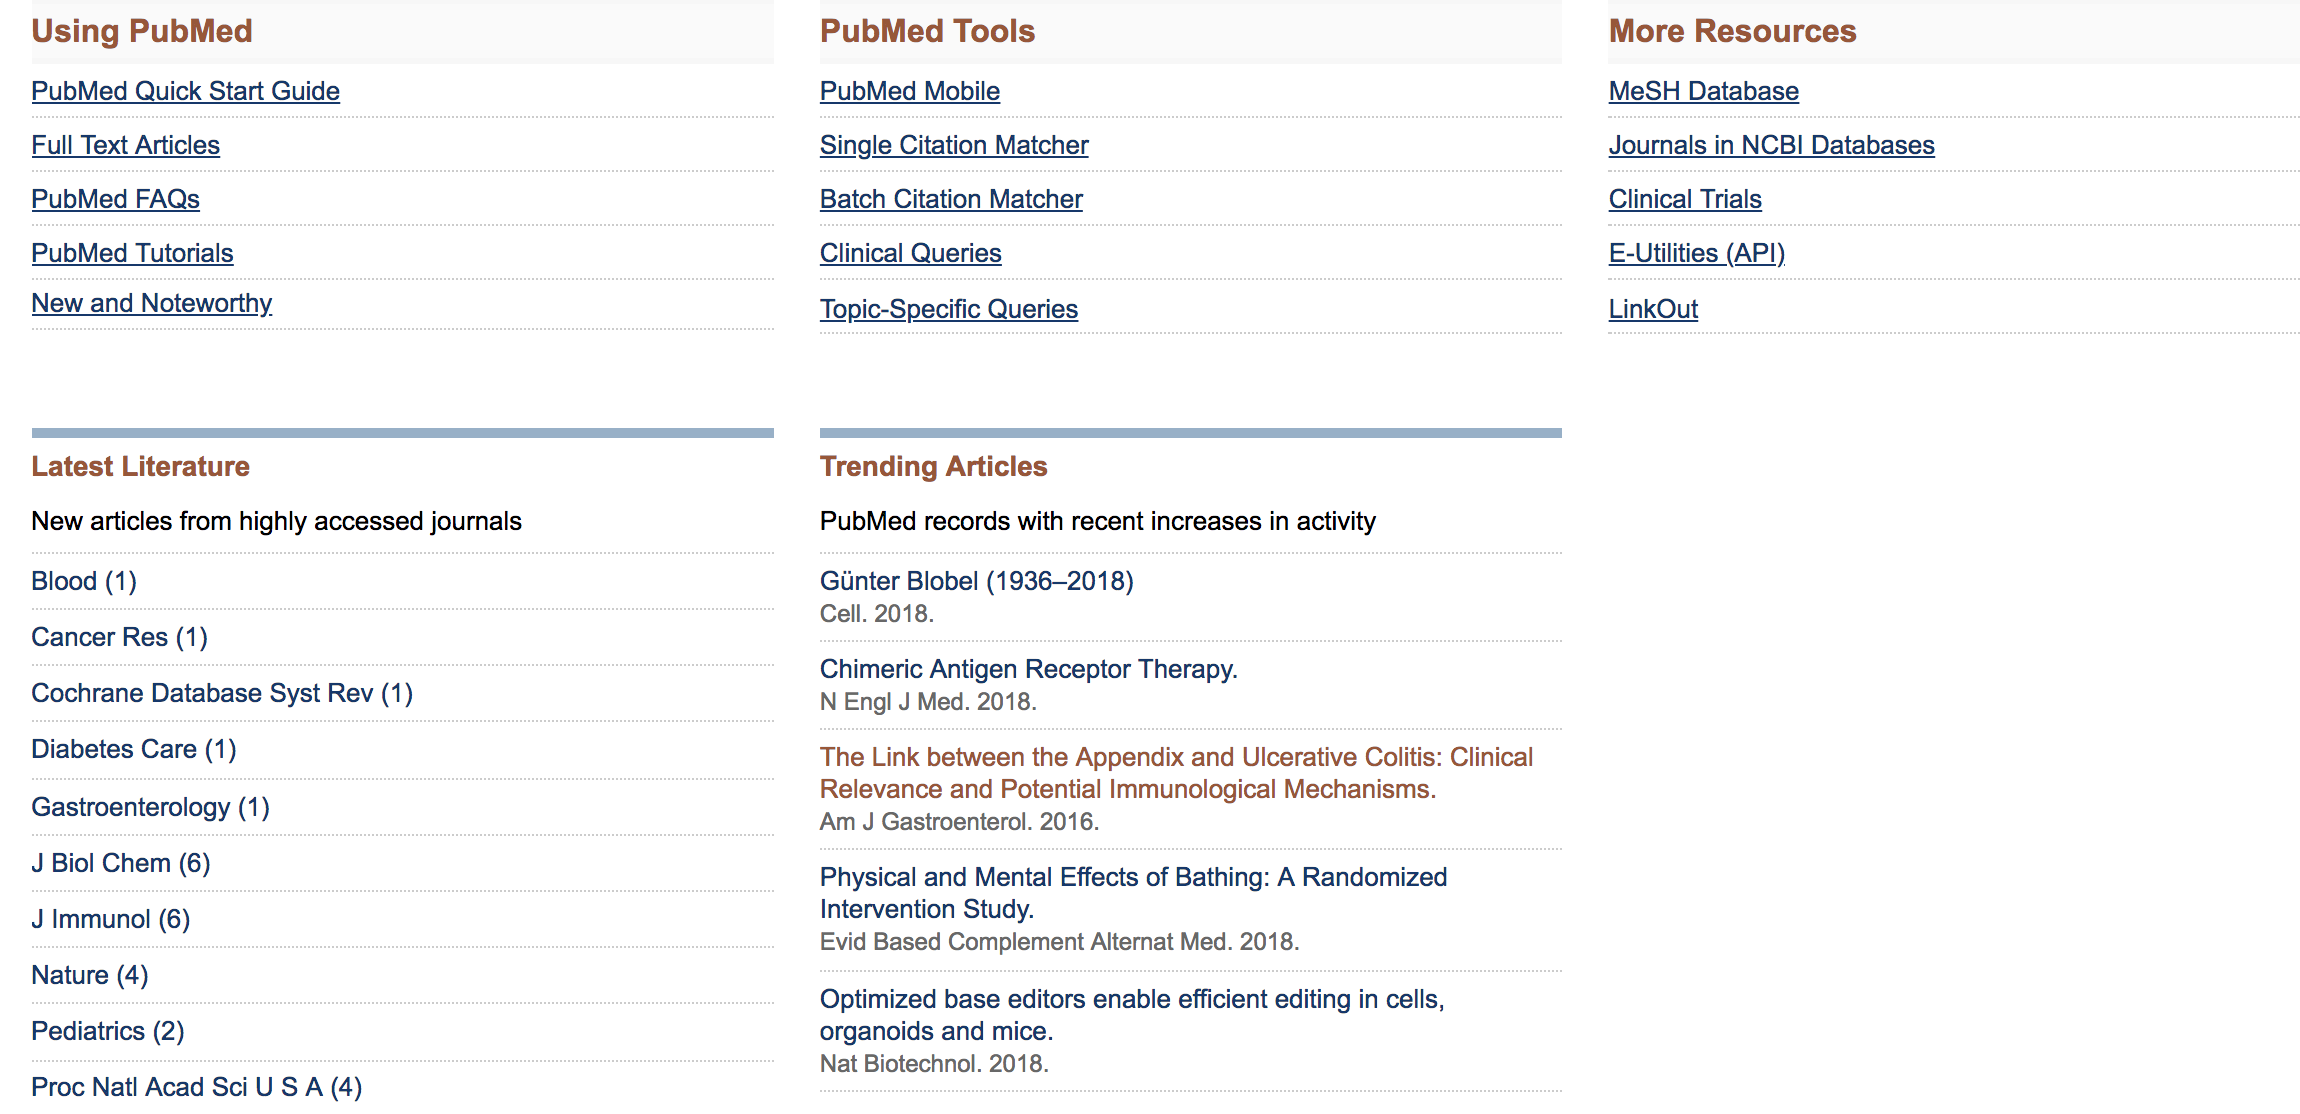 Using PubMed
PubMed Quick Start Guide
Full Text Articles
PubMed FAQs
PubMed Tutorials
New and Noteworthy
PubMed Tools
PubMed Mobile
Single Citation Matcher
Batch Citation Matcher
Clinical Queries
Topic-Specific Queries
More Resources
MeSH Database
Journals in NCBI Databases
Clinical Trials
E-Utilities (API)
LinkOut
Latest Literature
New articles from highly accessed journals
Blood (1)
Cancer Res (1)
Cochrane Database Syst Rev (1)
Diabetes Care (1)
Gastroenterology (1)
J Biol Chem (6)
J Immunol (6)
Nature (4)
Pediatrics (2)
Proc Natl Acad Sci U S A (4)
Trending Articles
PubMed records with recent increases in activity
Günter Blobel (1936–2018)
Cell. 2018.
Chimeric Antigen Receptor Therapy.
N Engl J Med. 2018.
The Link between the Appendix and Ulcerative Colitis: Clinical
Relevance and Potential Immunological Mechanisms.
Am J Gastroenterol. 2016.
Physical and Mental Effects of Bathing: A Randomized
Intervention Study.
Evid Based Complement Alternat Med. 2018.
Optimized base editors enable efficient editing in cells,
organoids and mice.
Nat Biotechnol. 2018.